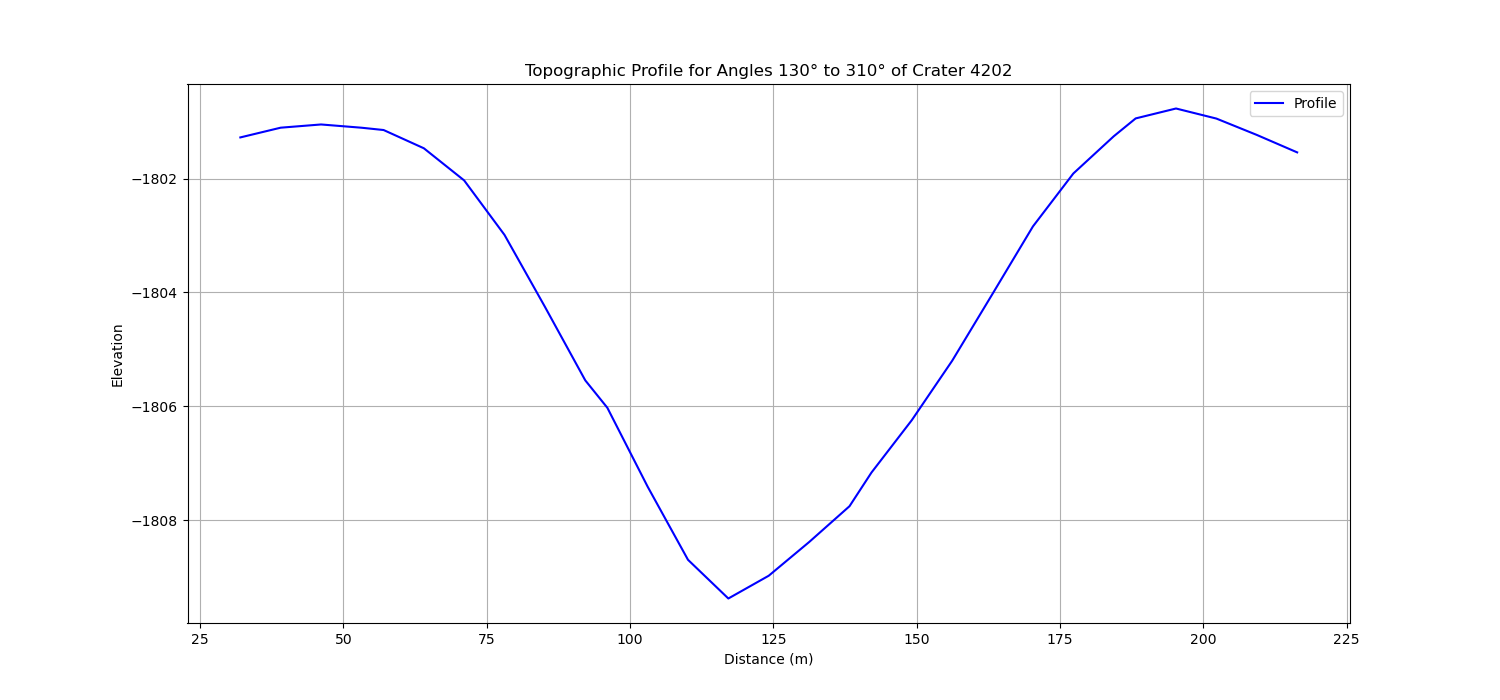 Topographic Profile for Angles 130° to 310° of Crater 4202
Profile
−1802
−1804
−1806
−1808
Elevation
25 50 75 100 125 150 175 200 225
Distance (m)